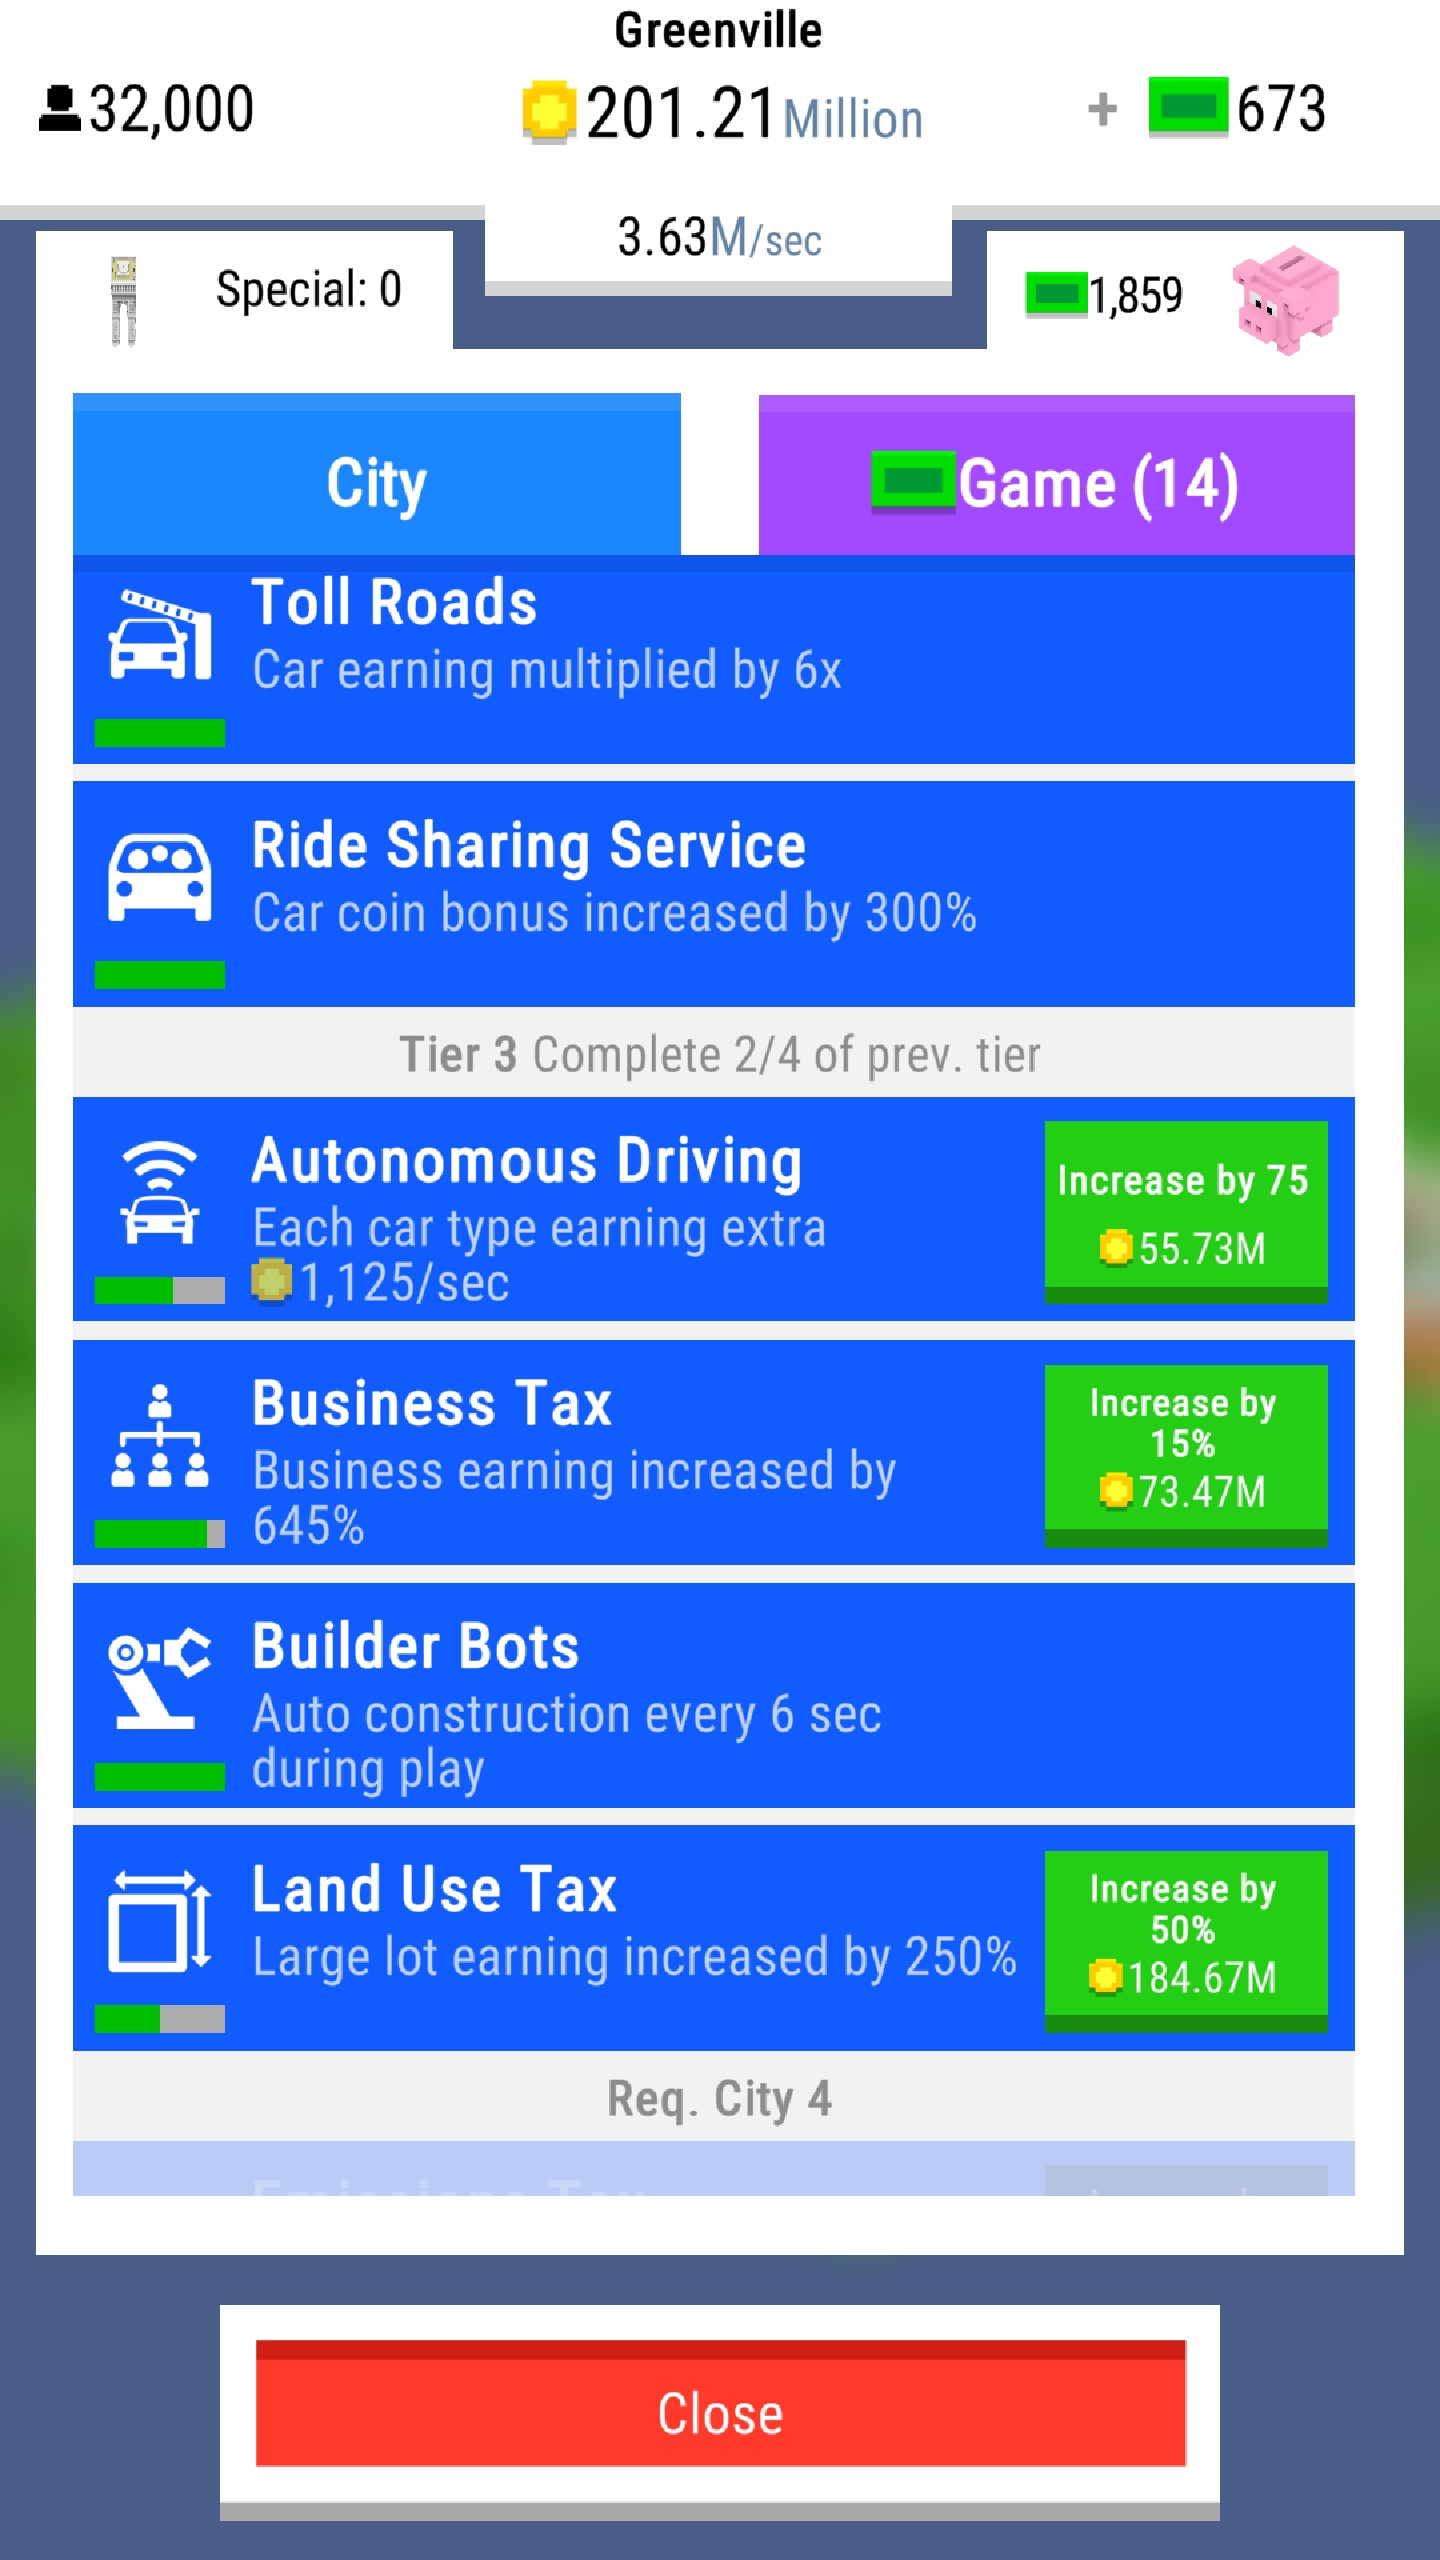 Greenville
32,000
201.21 Million
+ 673
3.63M/sec
Special: 0
1,859
City
Game (14)
Toll Roads
Car earning multiplied by 6x
Ride Sharing Service
Car coin bonus increased by 300%
Tier 3 Complete 2/4 of prev. tier
Autonomous Driving
Each car type earning extra
1,125/sec
Increase by 75
55.73M
Business Tax
Business earning increased by
645%
Increase by
15%
73.47M
Builder Bots
Auto construction every 6 sec
during play
Land Use Tax
Large lot earning increased by 250%
Increase by
50%
184.67M
Req. City 4
Emissions Tax
Close